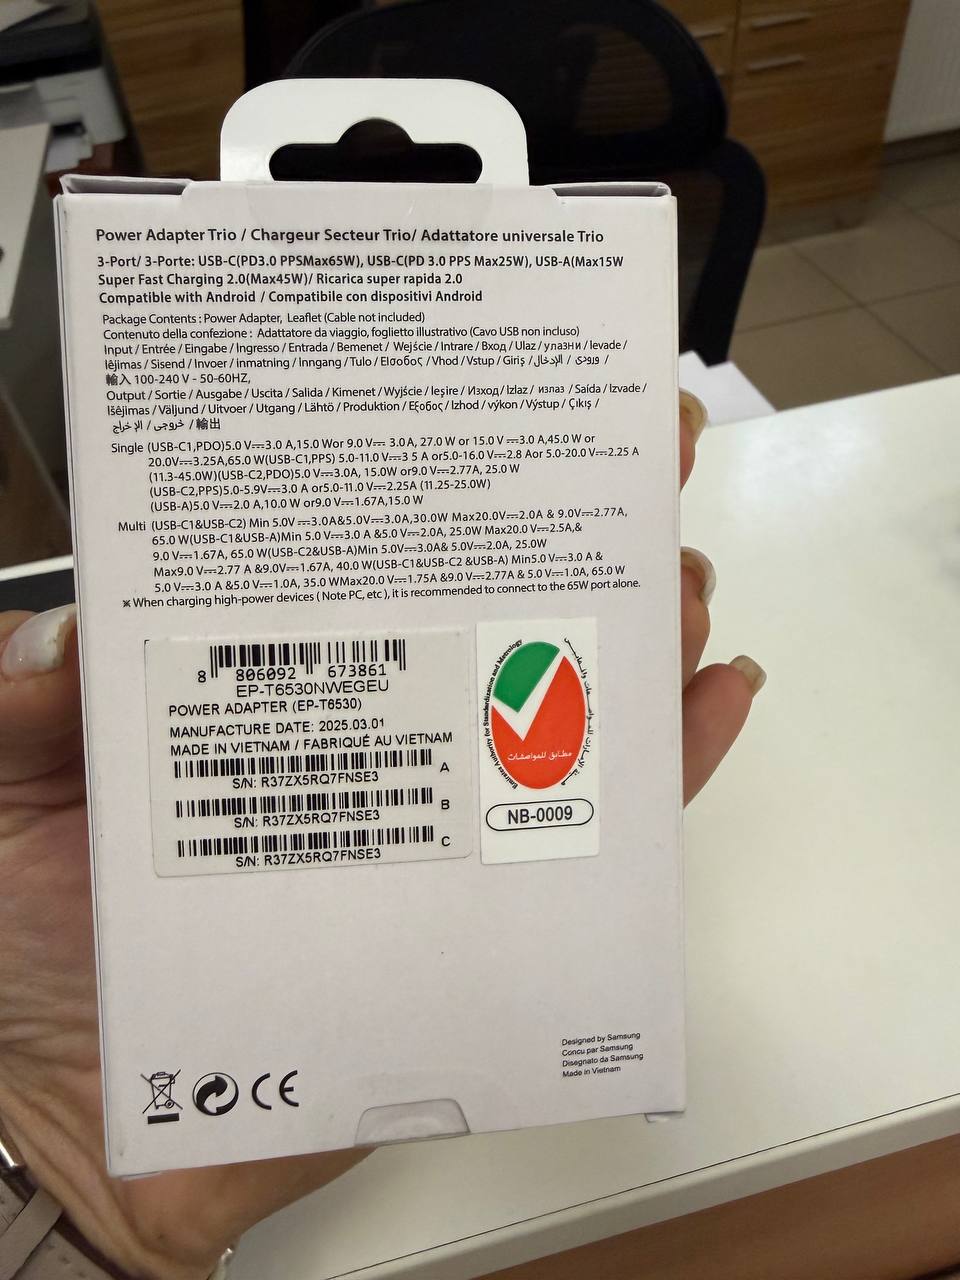 Power Adapter Trio / Chargeur Secteur Trio/ Adattatore universale Trio
3-Port/ 3-Porte: USB-C(PD3.0 PPSMax65W), USB-C(PD 3.0 PPS Max25W), USB-A(Max15W
Super Fast Charging 2.0(Max45W)/ Ricarica super rapida 2.0
Compatible with Android / Compatibile con dispositivi Android
Package Contents : Power Adapter, Leaflet (Cable not included)
Contenuto della confezione : Adattatore da viaggio, foglietto illustrativo (Cavo USB non incluso)
Input / Entrée / Eingabe / Ingresso / Entrada / Bemenet / Wejście / Intrare / Вход / Ulaz / улазни / Ievade /
Iējimas / Sisend / Invoer / inmatning / Inngang / Tulo / Είσοδος / Vhod / Vstup / Giriş / الإدخال / ورودی /
輸入 100-240 V - 50-60HZ,
Output / Sortie / Ausgabe / Uscita / Salida / Kimenet / Wyjście / Ieşire / Изход / Izlaz / излаз / Saída / Izvade /
Išėjimas / Väljund / Uitvoer / Utgang / Lähtö / Produktion / Εξοδος / Izhod / výkon / Výstup / Çıkış /
الإخراج / خروجی / 輸出
Single (USB-C1,PDO)5.0 V⎓3.0 A,15.0 Wor 9.0 V⎓ 3.0A, 27.0 W or 15.0 V⎓3.0 A,45.0 W or
20.0V⎓3.25A,65.0 W(USB-C1,PPS) 5.0-11.0 V⎓3 5 A or5.0-16.0 V⎓2.8 Aor 5.0-20.0 V⎓2.25 A
(11.3-45.0W)(USB-C2,PDO)5.0 V⎓3.0A, 15.0W or9.0 V⎓2.77A, 25.0 W
(USB-C2,PPS)5.0-5.9V⎓3.0 A or5.0-11.0 V⎓2.25A (11.25-25.0W)
(USB-A)5.0 V⎓2.0 A,10.0 W or9.0 V⎓1.67A,15.0 W
Multi (USB-C1&USB-C2) Min 5.0V ⎓3.0A&5.0V⎓3.0A,30.0W Max20.0V⎓2.0A & 9.0V⎓2.77A,
65.0 W(USB-C1&USB-A)Min 5.0 V⎓3.0 A &5.0 V⎓2.0A, 25.0W Max20.0 V⎓2.5A,&
9.0 V⎓1.67A, 65.0 W(USB-C2&USB-A)Min 5.0V⎓3.0A& 5.0V⎓2.0A, 25.0W
Max9.0 V⎓2.77 A &9.0V⎓1.67A, 40.0 W(USB-C1&USB-C2 &USB-A) Min5.0 V⎓3.0 A &
5.0 V⎓3.0 A &5.0 V⎓1.0A, 35.0 WMax20.0 V⎓1.75A &9.0 V⎓2.77A & 5.0 V⎓1.0A, 65.0 W
※ When charging high-power devices ( Note PC, etc ), it is recommended to connect to the 65W port alone.
8 806092 673861
EP-T6530NWEGEU
POWER ADAPTER (EP-T6530)
MANUFACTURE DATE: 2025.03.01
MADE IN VIETNAM / FABRIQUÉ AU VIETNAM
A
S/N: R37ZX5RQ7FNSE3
B
S/N: R37ZX5RQ7FNSE3
C
S/N: R37ZX5RQ7FNSE3
Emirates Authority for Standardization and Metrology
مطابق للمواصفات
NB-0009
Designed by Samsung
Concu par Samsung
Disegnato da Samsung
Made in Vietnam
CE